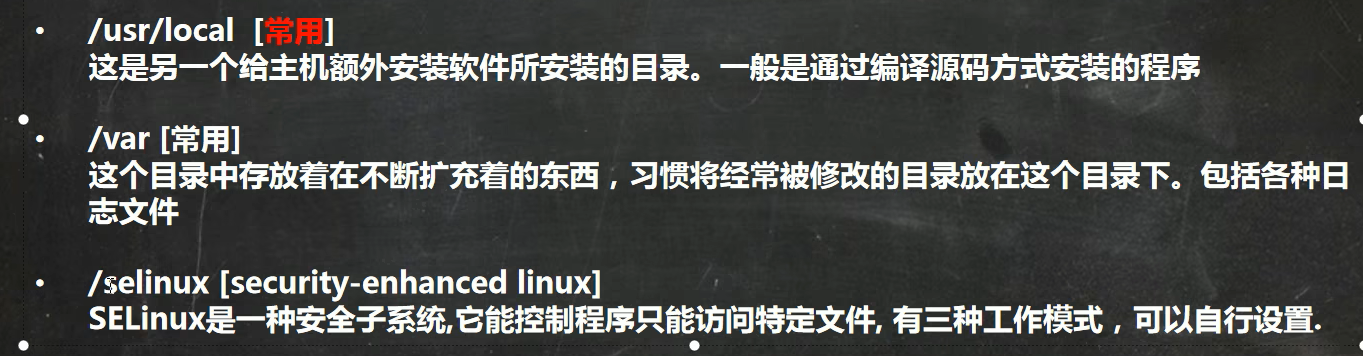 • /usr/local [常用]
这是另一个给主机额外安装软件所安装的目录。一般是通过编译源码方式安装的程序
• /var [常用]
这个目录中存放着在不断扩充着的东西，习惯将经常被修改的目录放在这个目录下。包括各种日
志文件
• /selinux [security-enhanced linux]
SELinux是一种安全子系统,它能控制程序只能访问特定文件, 有三种工作模式，可以自行设置.